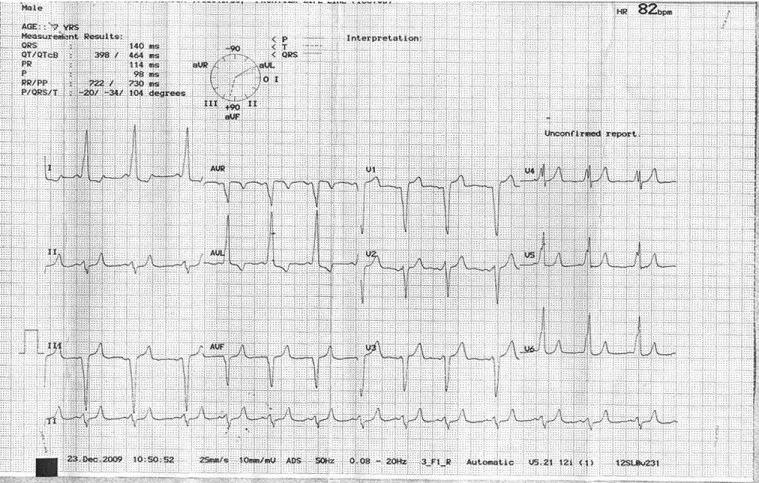 Male
HR 82bpm
AGE:: YRS
Measurement Results:
QRS : 140 ms
QT/QTcB : 398 / 464 ms
PR : 114 ms
P : 98 ms
RR/PP : 722 / 730 ms
P/QRS/T : -20/ -34/ 104 degrees
< P
< T
< QRS
Interpretation:
-90
aVR aVL
0 I
III +90 II
aVF
Unconfirmed report.
I AVR V1 V4
II AVL V2 V5
III AVF V3 V6
II
23.Dec.2009 10:50:52 25mm/s 10mm/mV ADS 50Hz 0.08 - 20Hz 3_F1_R Automatic V5.21 12i (1) 12SL v231